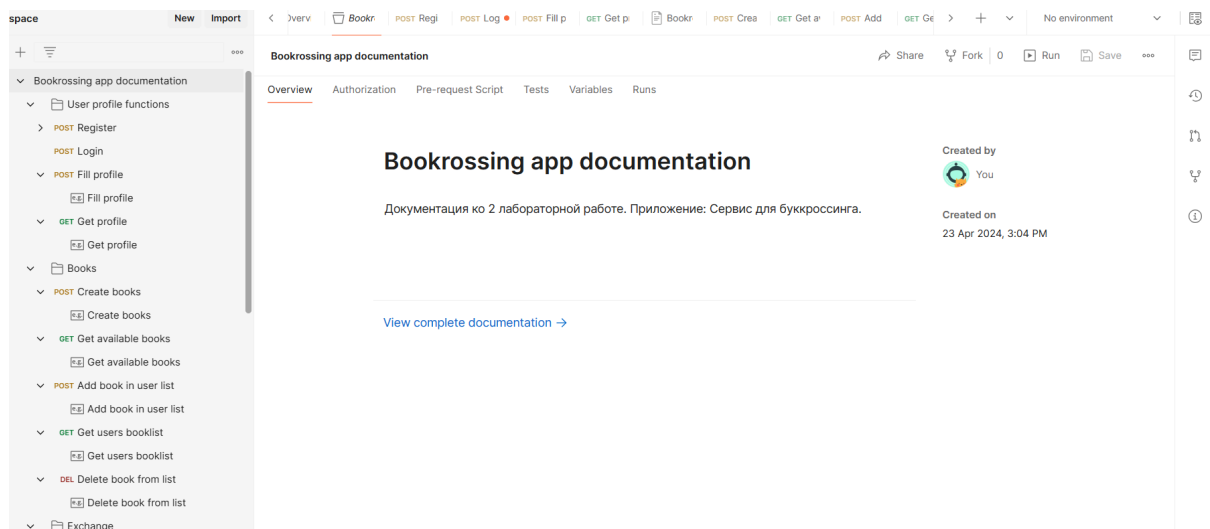 space New Import
Overv Bookr POST Regi POST Log GET Fill p GET Get p Bookr POST Crea GET Get a POST Add GET Ge No environment
Bookrossing app documentation Share Fork 0 Run Save
Overview Authorization Pre-request Script Tests Variables Runs
Bookrossing app documentation
User profile functions
POST Register
POST Login
POST Fill profile
e.g. Fill profile
GET Get profile
e.g. Get profile
Books
POST Create books
e.g. Create books
GET Get available books
e.g. Get available books
POST Add book in user list
e.g. Add book in user list
GET Get users booklist
e.g. Get users booklist
DEL Delete book from list
e.g. Delete book from list
Exchange
Bookrossing app documentation
Документация ко 2 лабораторной работе. Приложение: Сервис для буккроссинга.
View complete documentation →
Created by
You
Created on
23 Apr 2024, 3:04 PM